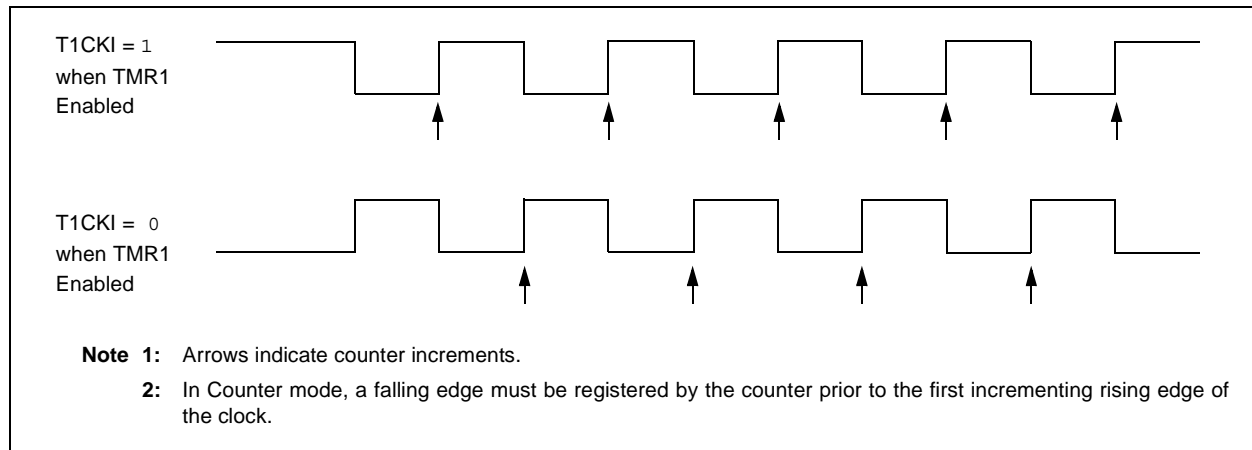 T1CKI = 1
when TMR1
Enabled
T1CKI = 0
when TMR1
Enabled
Note 1: Arrows indicate counter increments.
2: In Counter mode, a falling edge must be registered by the counter prior to the first incrementing rising edge of
the clock.